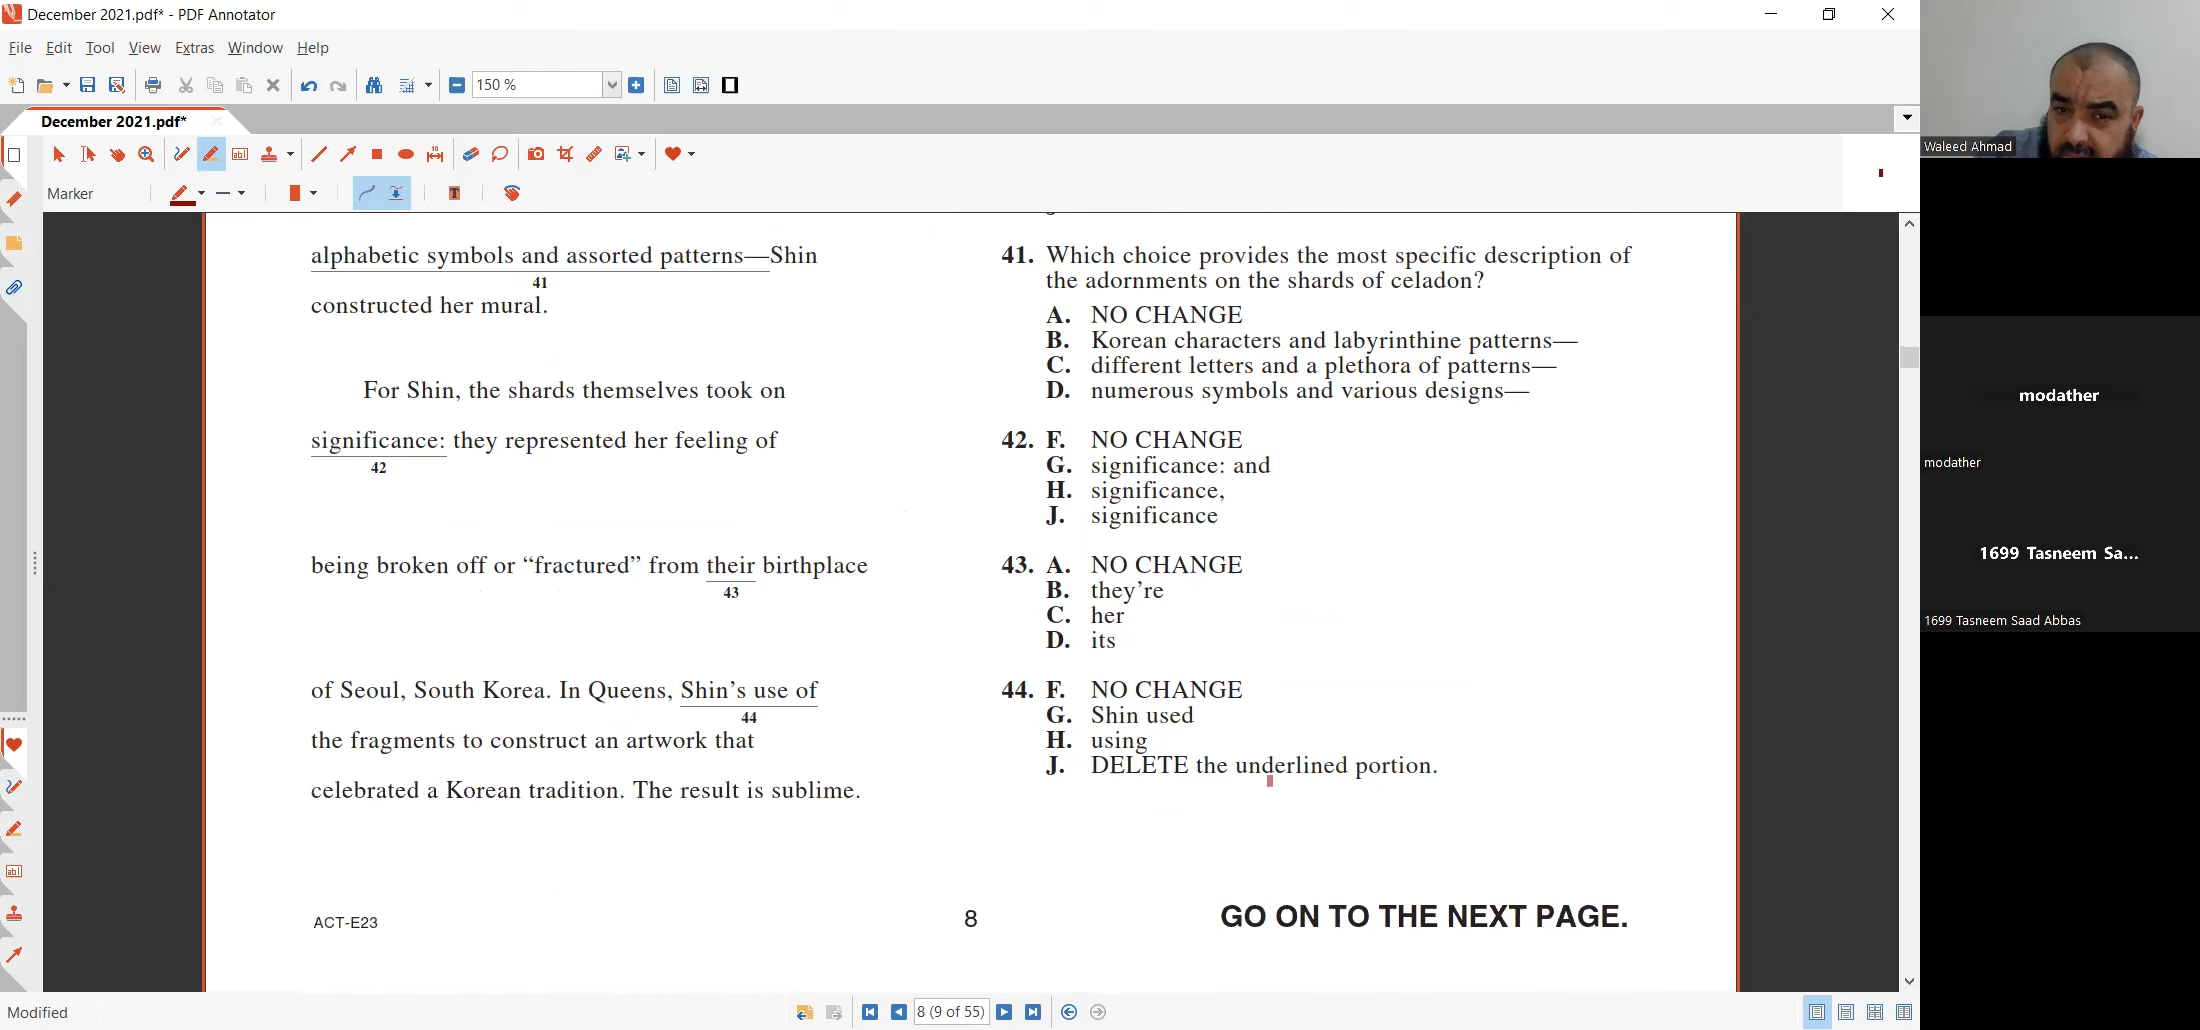 December 2021.pdf* - PDF Annotator
File Edit Tool View Extras Window Help
150 %
December 2021.pdf*
Marker
alphabetic symbols and assorted patterns—Shin
41
constructed her mural.
For Shin, the shards themselves took on
significance: they represented her feeling of
42
being broken off or “fractured” from their birthplace
43
of Seoul, South Korea. In Queens, Shin’s use of
44
the fragments to construct an artwork that
celebrated a Korean tradition. The result is sublime.
41. Which choice provides the most specific description of
the adornments on the shards of celadon?
A. NO CHANGE
B. Korean characters and labyrinthine patterns—
C. different letters and a plethora of patterns—
D. numerous symbols and various designs—
42. F. NO CHANGE
G. significance: and
H. significance,
J. significance
43. A. NO CHANGE
B. they’re
C. her
D. its
44. F. NO CHANGE
G. Shin used
H. using
J. DELETE the underlined portion.
ACT-E23
8
GO ON TO THE NEXT PAGE.
Modified
8 (9 of 55)
Waleed Ahmad
modather
modather
1699 Tasneem Sa...
1699 Tasneem Saad Abbas